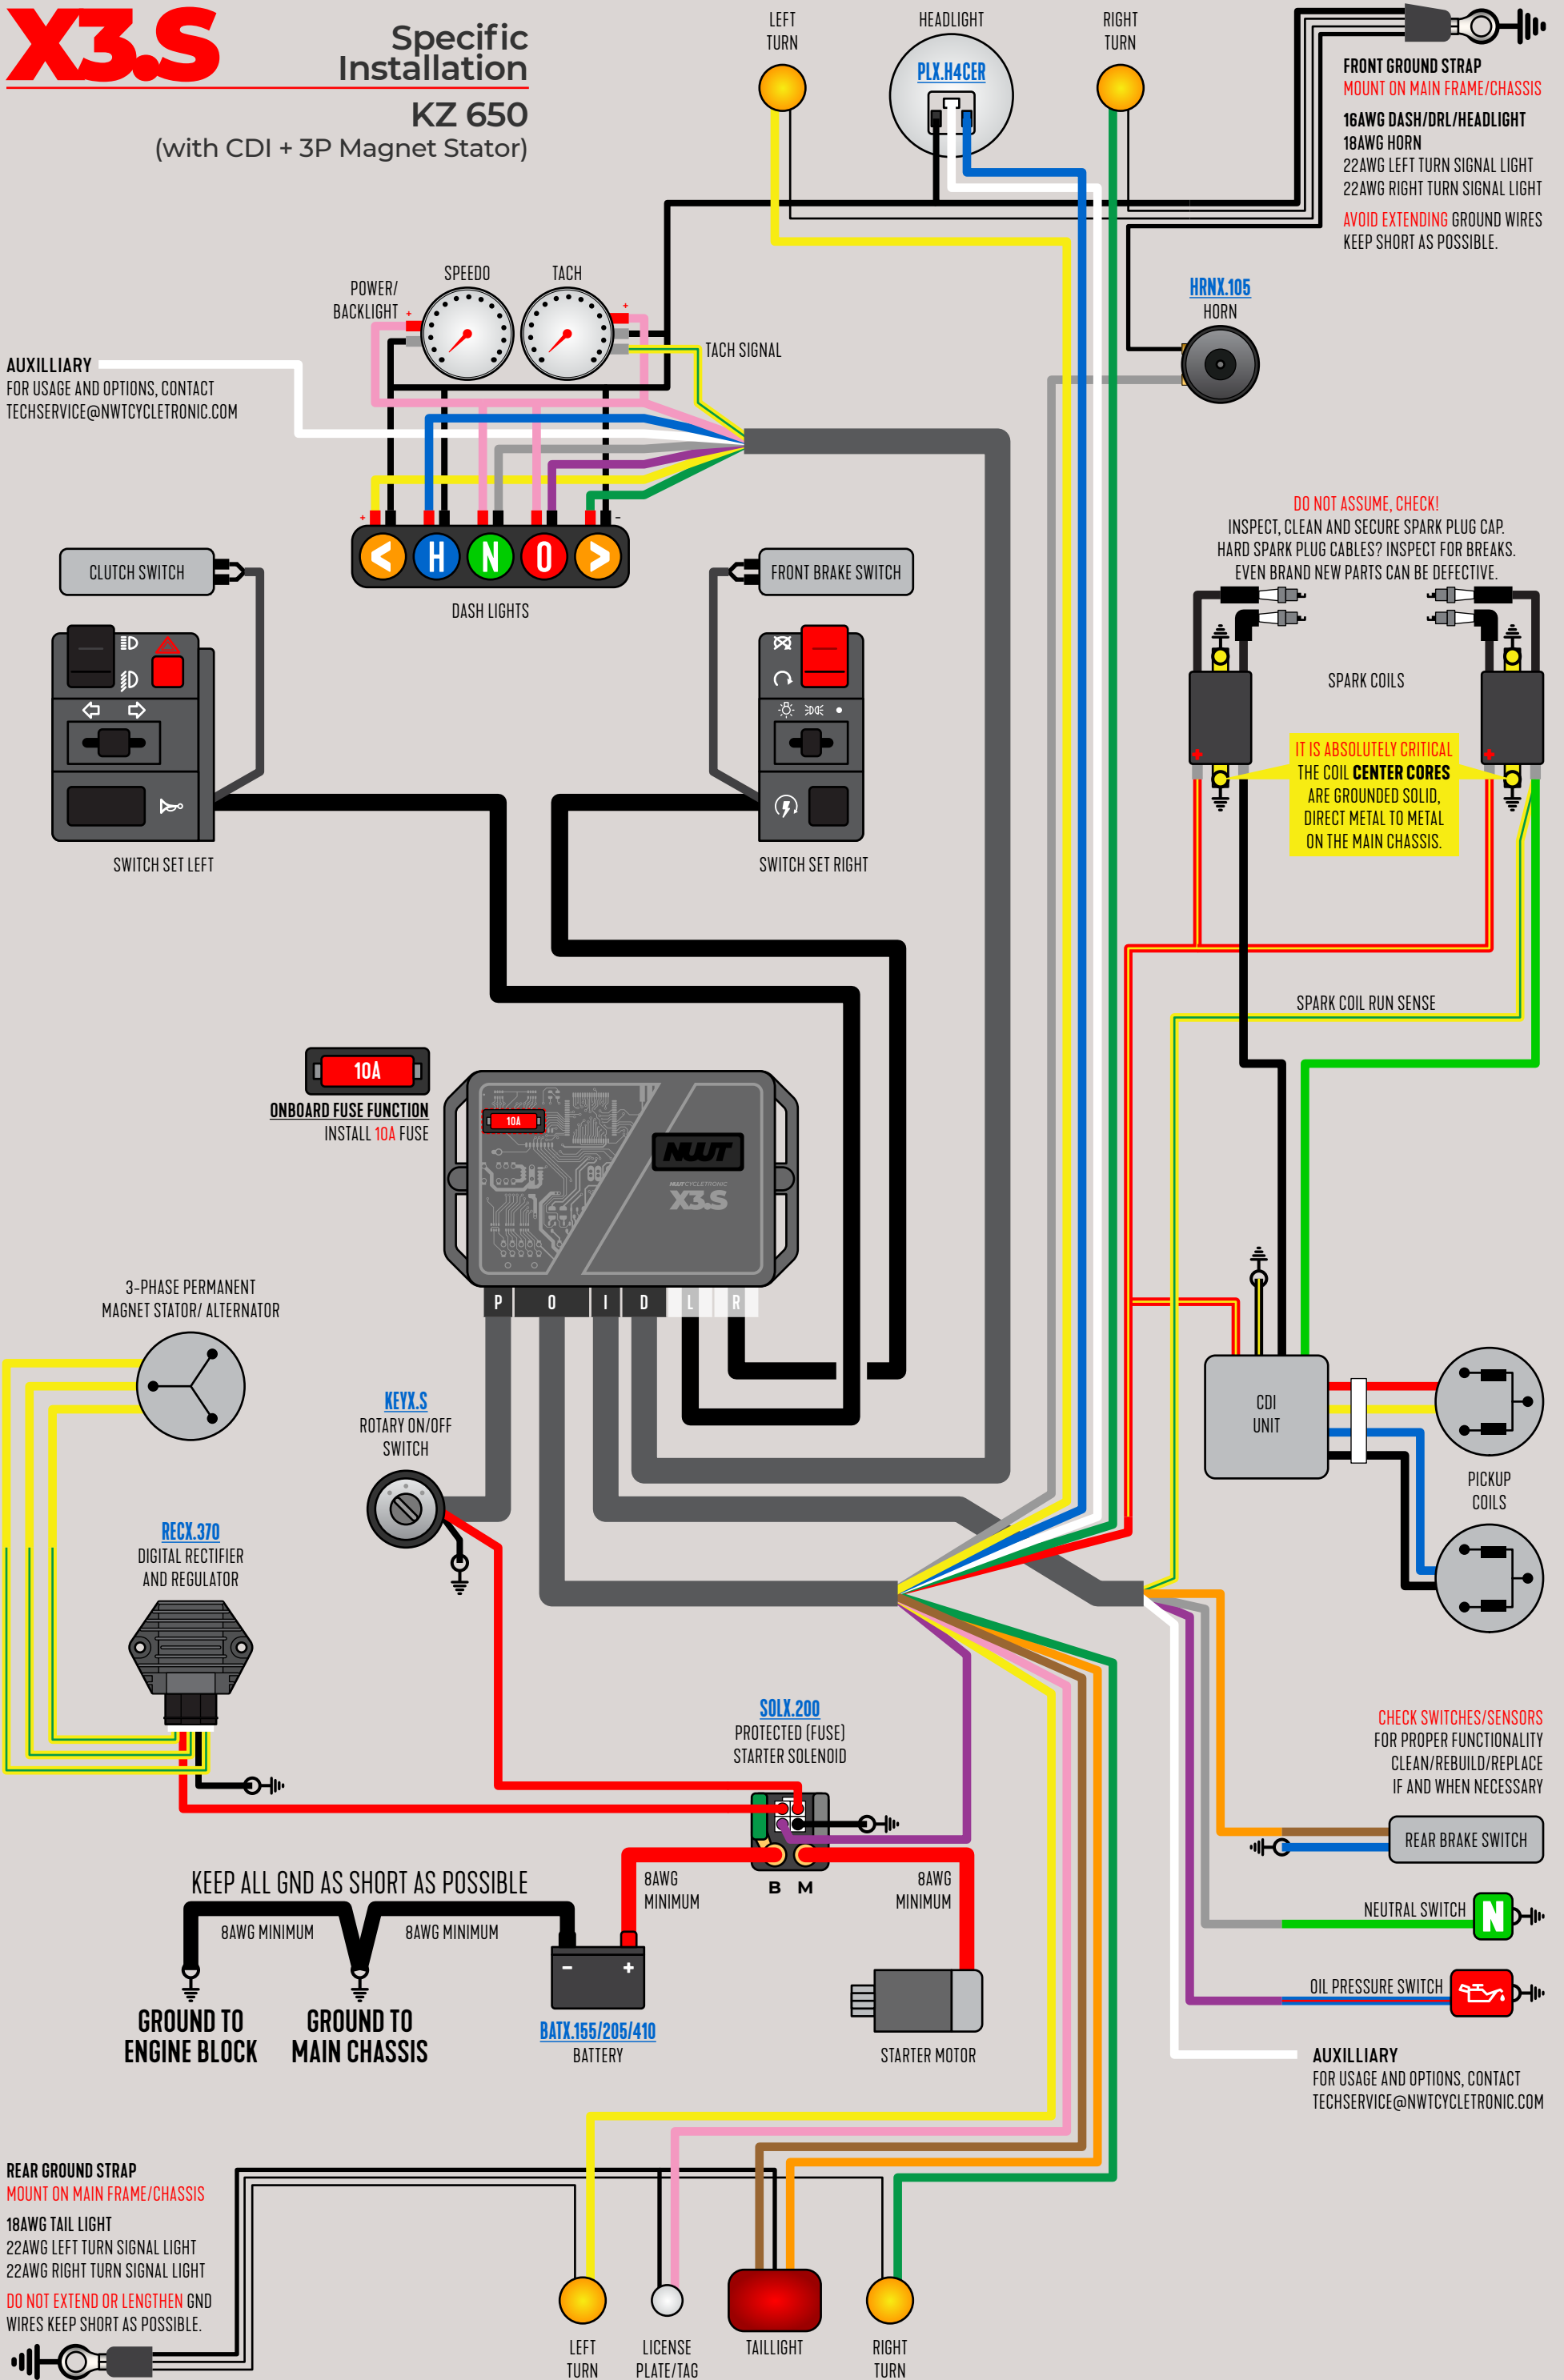 X3.S
Specific
Installation
KZ 650
(with CDI + 3P Magnet Stator)
LEFT
TURN
HEADLIGHT
PLX.H4CER
RIGHT
TURN
FRONT GROUND STRAP
MOUNT ON MAIN FRAME/CHASSIS
16AWG DASH/DRL/HEADLIGHT
18AWG HORN
22AWG LEFT TURN SIGNAL LIGHT
22AWG RIGHT TURN SIGNAL LIGHT
AVOID EXTENDING GROUND WIRES
KEEP SHORT AS POSSIBLE.
SPEEDO
TACH
POWER/
BACKLIGHT
+
+
TACH SIGNAL
HRNX.105
HORN
AUXILLIARY
FOR USAGE AND OPTIONS, CONTACT
TECHSERVICE@NWTCYCLETRONIC.COM
+
-
< H N O >
DASH LIGHTS
CLUTCH SWITCH
FRONT BRAKE SWITCH
SWITCH SET LEFT
SWITCH SET RIGHT
DO NOT ASSUME, CHECK!
INSPECT, CLEAN AND SECURE SPARK PLUG CAP.
HARD SPARK PLUG CABLES? INSPECT FOR BREAKS.
EVEN BRAND NEW PARTS CAN BE DEFECTIVE.
SPARK COILS
+
+
IT IS ABSOLUTELY CRITICAL
THE COIL CENTER CORES
ARE GROUNDED SOLID,
DIRECT METAL TO METAL
ON THE MAIN CHASSIS.
SPARK COIL RUN SENSE
10A
ONBOARD FUSE FUNCTION
INSTALL 10A FUSE
10A
NWT
NWTCYCLETRONIC
X3.S
P O I D L R
3-PHASE PERMANENT
MAGNET STATOR/ ALTERNATOR
KEYX.S
ROTARY ON/OFF
SWITCH
CDI
UNIT
PICKUP
COILS
RECX.370
DIGITAL RECTIFIER
AND REGULATOR
SOLX.200
PROTECTED (FUSE)
STARTER SOLENOID
B M
8AWG
MINIMUM
8AWG
MINIMUM
CHECK SWITCHES/SENSORS
FOR PROPER FUNCTIONALITY
CLEAN/REBUILD/REPLACE
IF AND WHEN NECESSARY
REAR BRAKE SWITCH
NEUTRAL SWITCH
N
OIL PRESSURE SWITCH
KEEP ALL GND AS SHORT AS POSSIBLE
8AWG MINIMUM
8AWG MINIMUM
GROUND TO
ENGINE BLOCK
GROUND TO
MAIN CHASSIS
- +
BATX.155/205/410
BATTERY
STARTER MOTOR
AUXILLIARY
FOR USAGE AND OPTIONS, CONTACT
TECHSERVICE@NWTCYCLETRONIC.COM
REAR GROUND STRAP
MOUNT ON MAIN FRAME/CHASSIS
18AWG TAIL LIGHT
22AWG LEFT TURN SIGNAL LIGHT
22AWG RIGHT TURN SIGNAL LIGHT
DO NOT EXTEND OR LENGTHEN GND
WIRES KEEP SHORT AS POSSIBLE.
LEFT
TURN
LICENSE
PLATE/TAG
TAILLIGHT
RIGHT
TURN